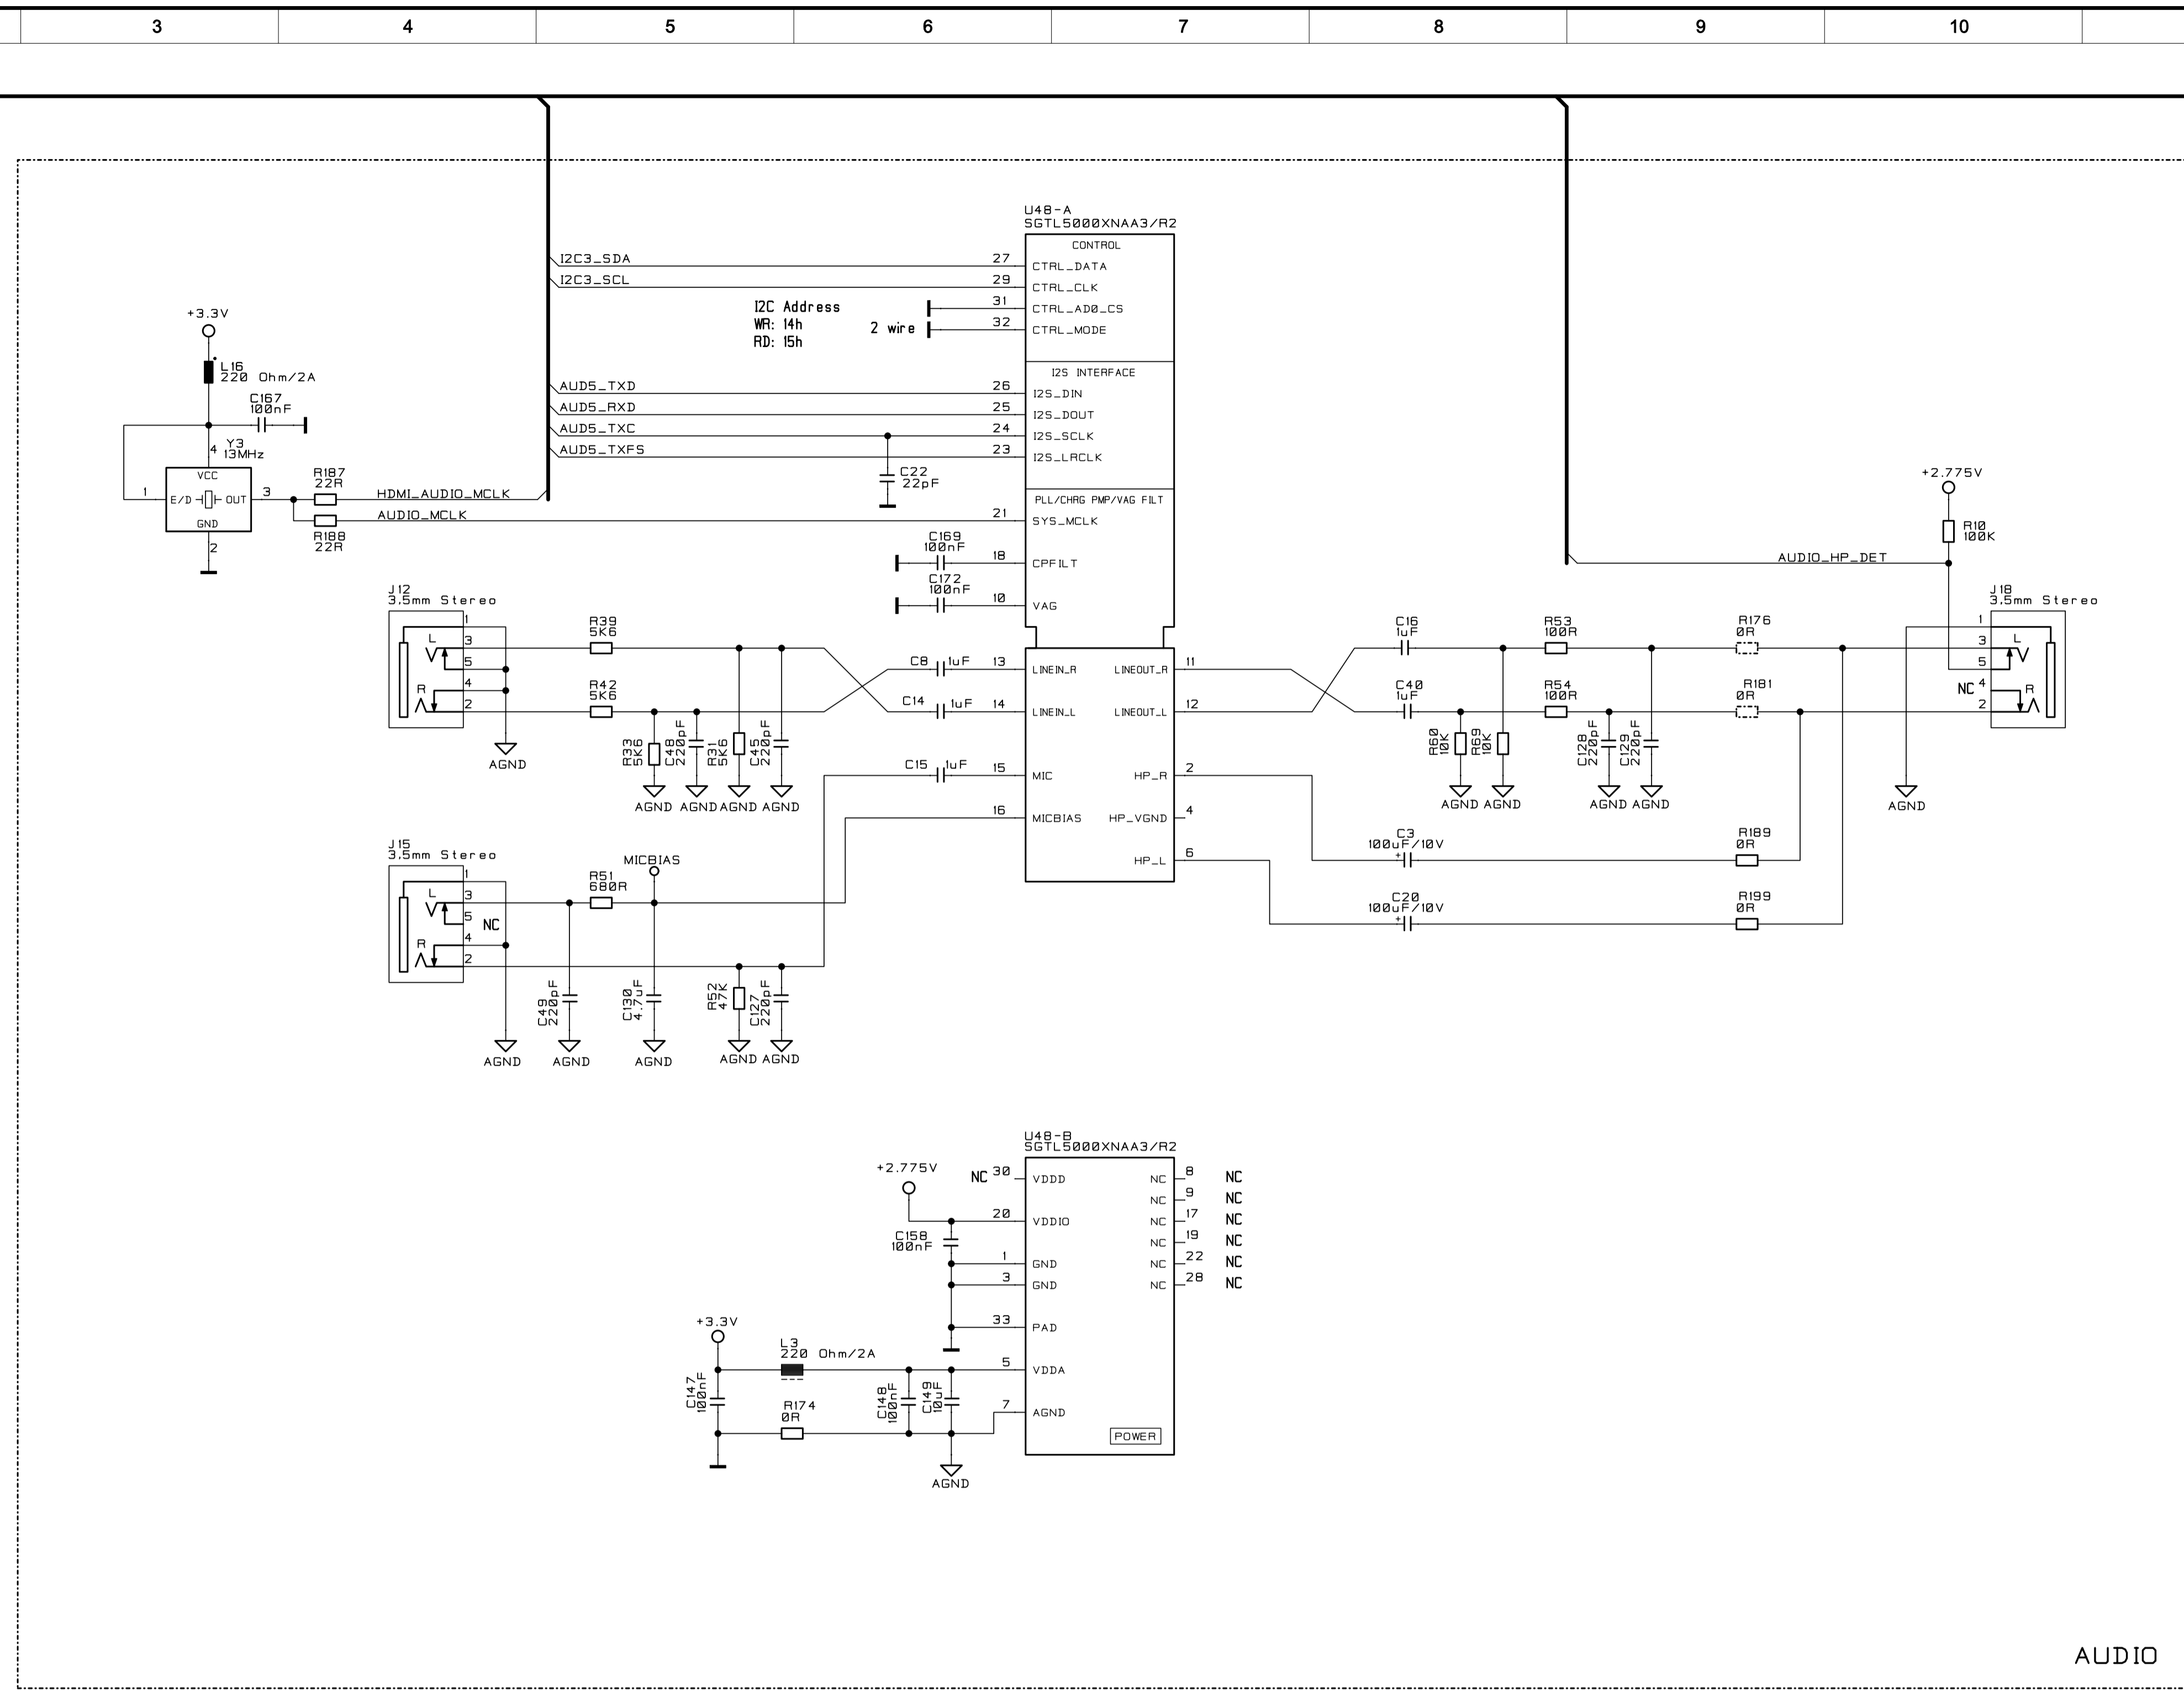 3 4 5 6 7 8 9 10
U48-A
SGTL5000XNAA3/R2
CONTROL
I2C3_SDA 27 CTRL_DATA
I2C3_SCL 29 CTRL_CLK
I2C Address 31 CTRL_AD0_CS
WR: 14h 2 wire 32 CTRL_MODE
RD: 15h
+3.3V
L16
220 Ohm/2A
C167
100nF
I2S INTERFACE
AUD5_TXD 26 I2S_DIN
AUD5_RXD 25 I2S_DOUT
AUD5_TXC 24 I2S_SCLK
AUD5_TXFS 23 I2S_LRCLK
C22
22pF
4 Y3
13MHz
VCC
1 E/D OUT 3
GND
2
R187
22R
HDMI_AUDIO_MCLK
AUDIO_MCLK
R188
22R
PLL/CHRG PMP/VAG FILT
21 SYS_MCLK
C169
100nF
18 CPFILT
C172
100nF
10 VAG
+2.775V
R10
100K
AUDIO_HP_DET
J12
3.5mm Stereo
1
L 3
5
4
R 2
AGND
R39
5K6
R42
5K6
R33
5K6
C48
220pF
R31
5K6
C45
220pF
AGND AGND AGND AGND
C8 1uF 13 LINEIN_R
C14 1uF 14 LINEIN_L
C15 1uF 15 MIC
16 MICBIAS
LINEOUT_R 11
LINEOUT_L 12
HP_R 2
HP_VGND 4
HP_L 6
C16
1uF
C40
1uF
R53
100R
R54
100R
R60
10K
R69
10K
C128
220pF
C129
220pF
AGND AGND AGND AGND
R176
0R
R181
0R
J18
3.5mm Stereo
1
3 L
5
NC 4 R
2
AGND
C3
100uF/10V
+
R189
0R
C20
100uF/10V
+
R199
0R
J15
3.5mm Stereo
1
L 3
5 NC
4
R 2
MICBIAS
R51
680R
C49
220pF
C130
4.7uF
R52
47K
C127
220pF
AGND AGND AGND AGND AGND
U48-B
SGTL5000XNAA3/R2
+2.775V
NC 30 VDDD NC 8 NC
NC 9 NC
20 VDDIO NC 17 NC
NC 19 NC
C158
100nF
1 GND NC 22 NC
3 GND NC 28 NC
33 PAD
+3.3V
L3
220 Ohm/2A
5 VDDA
C147
100nF
R174
0R
C148
100nF
C149
10uF
7 AGND
POWER
AGND
AUDIO